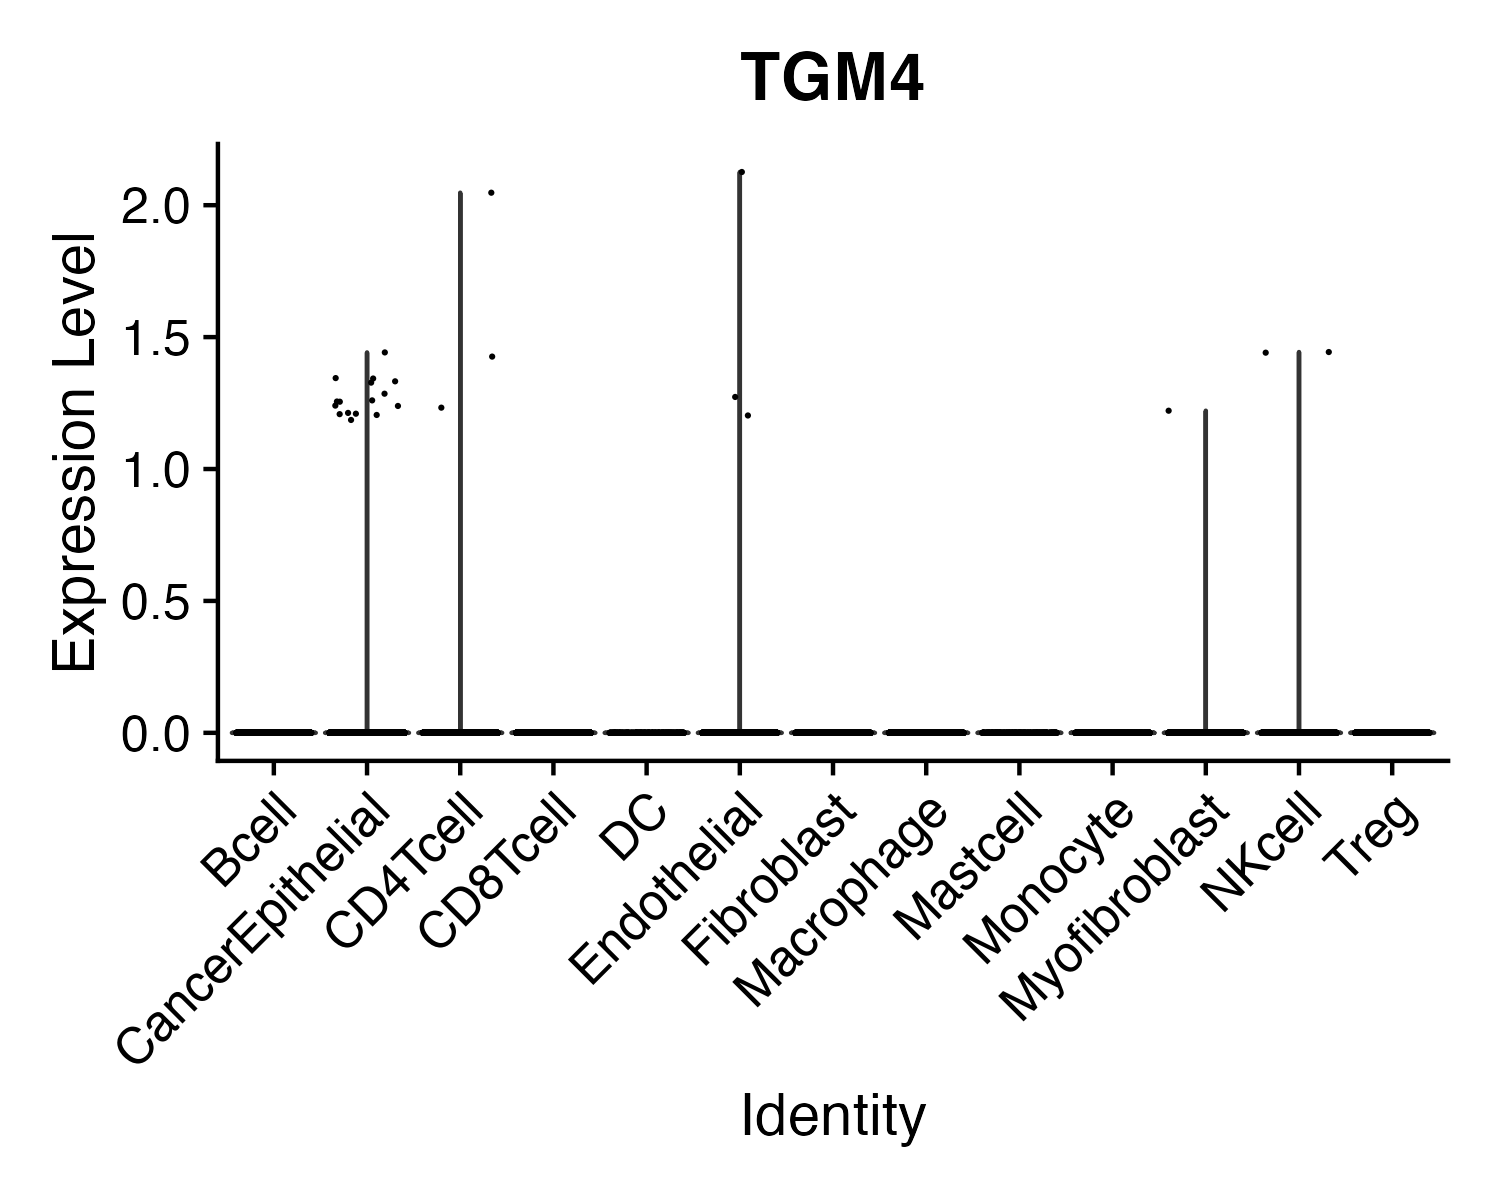 TGM4
Expression Level
2.0
1.5
1.0
0.5
0.0
Bcell
CancerEpithelial
CD4Tcell
CD8Tcell
DC
Endothelial
Fibroblast
Macrophage
Mastcell
Monocyte
Myofibroblast
NKcell
Treg
Identity